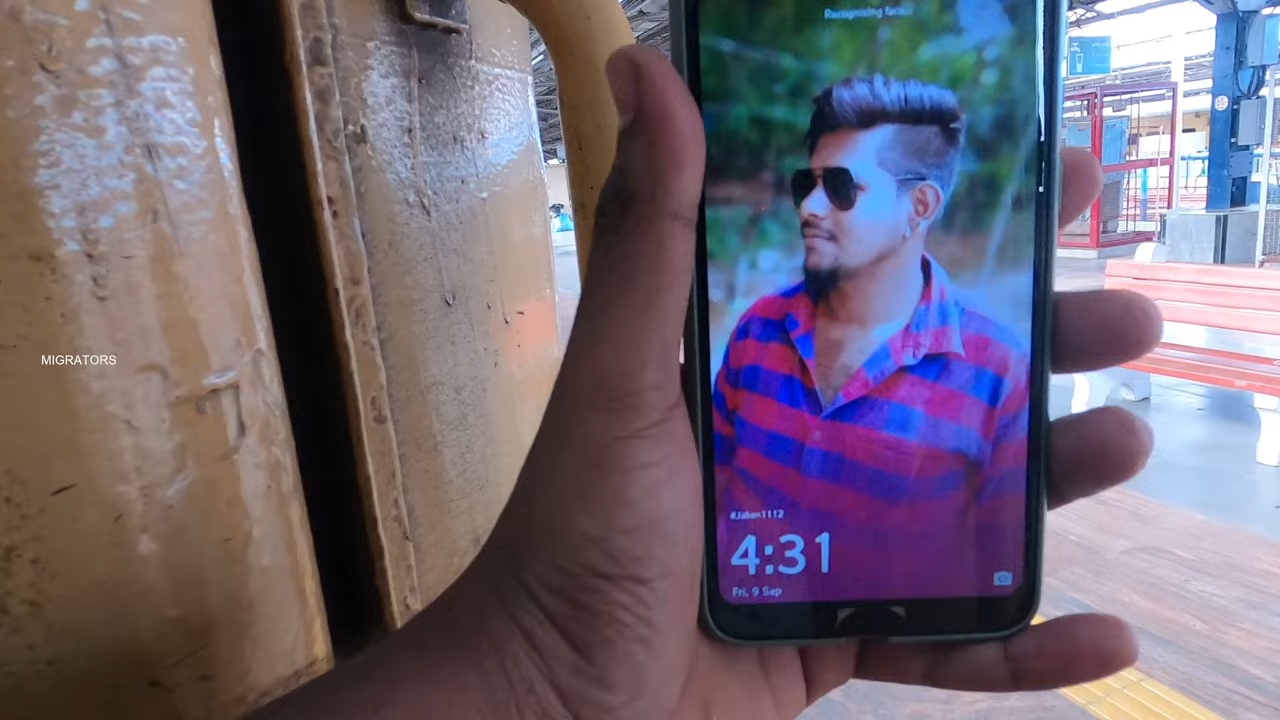 Recognising face...
MIGRATORS
#Jaban1112
4:31
Fri, 9 Sep